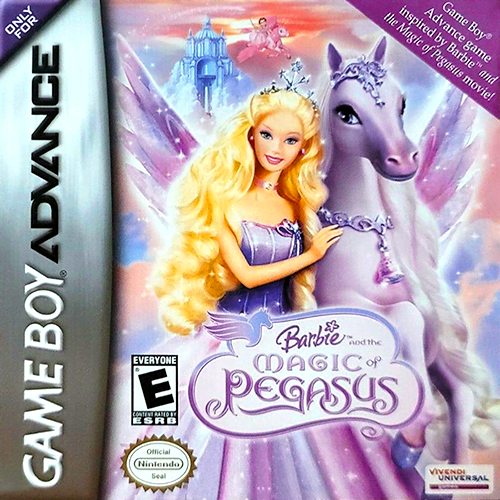 ONLY
FOR
GAME BOY ADVANCE
Game Boy®
Advance game
inspired by Barbie™ and
the Magic of Pegasus movie!
Barbie™ and the
MAGIC of
PEGASUS
EVERYONE
E
CONTENT RATED BY
ESRB
Official
Nintendo
Seal
VIVENDI
UNIVERSAL